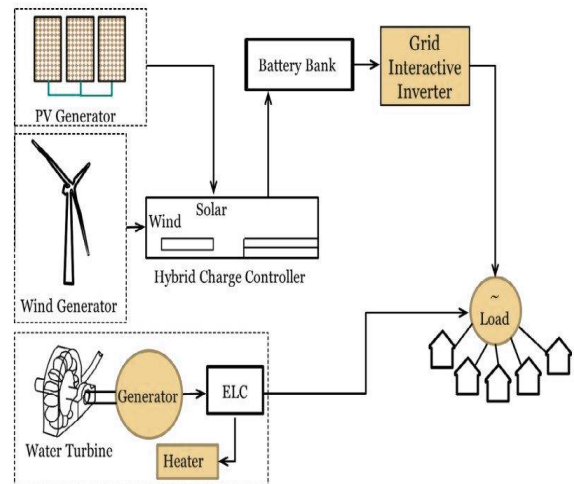 PV Generator
Battery Bank
Grid
Interactive
Inverter
Solar
Wind
Hybrid Charge Controller
Wind Generator
~
Load
Generator
ELC
Water Turbine
Heater